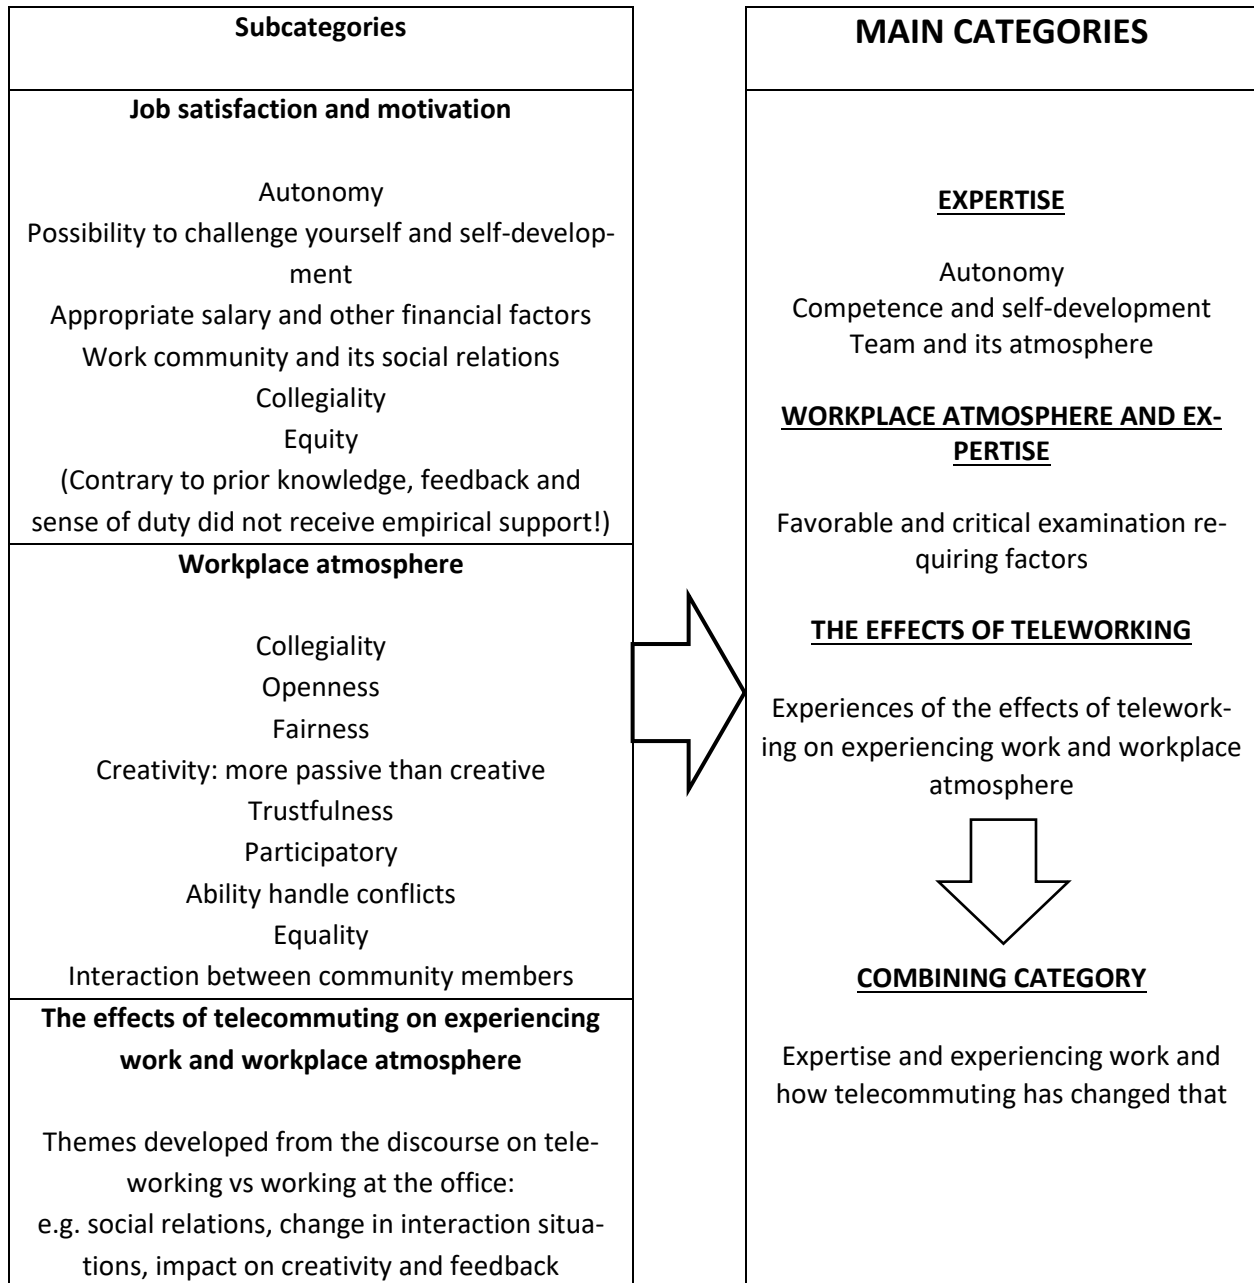 Subcategories
Job satisfaction and motivation
Autonomy
Possibility to challenge yourself and self-develop-
ment
Appropriate salary and other financial factors
Work community and its social relations
Collegiality
Equity
(Contrary to prior knowledge, feedback and
sense of duty did not receive empirical support!)
Workplace atmosphere
Collegiality
Openness
Fairness
Creativity: more passive than creative
Trustfulness
Participatory
Ability handle conflicts
Equality
Interaction between community members
The effects of telecommuting on experiencing
work and workplace atmosphere
Themes developed from the discourse on tele-
working vs working at the office:
e.g. social relations, change in interaction situa-
tions, impact on creativity and feedback
MAIN CATEGORIES
EXPERTISE
Autonomy
Competence and self-development
Team and its atmosphere
WORKPLACE ATMOSPHERE AND EX-
PERTISE
Favorable and critical examination re-
quiring factors
THE EFFECTS OF TELEWORKING
Experiences of the effects of telework-
ing on experiencing work and workplace
atmosphere
COMBINING CATEGORY
Expertise and experiencing work and
how telecommuting has changed that